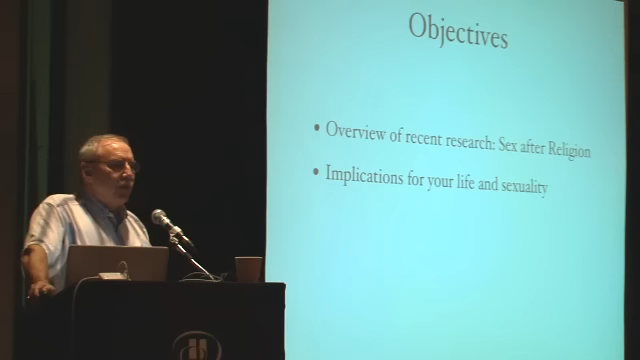 Objectives
• Overview of recent research: Sex after Religion
• Implications for your life and sexuality